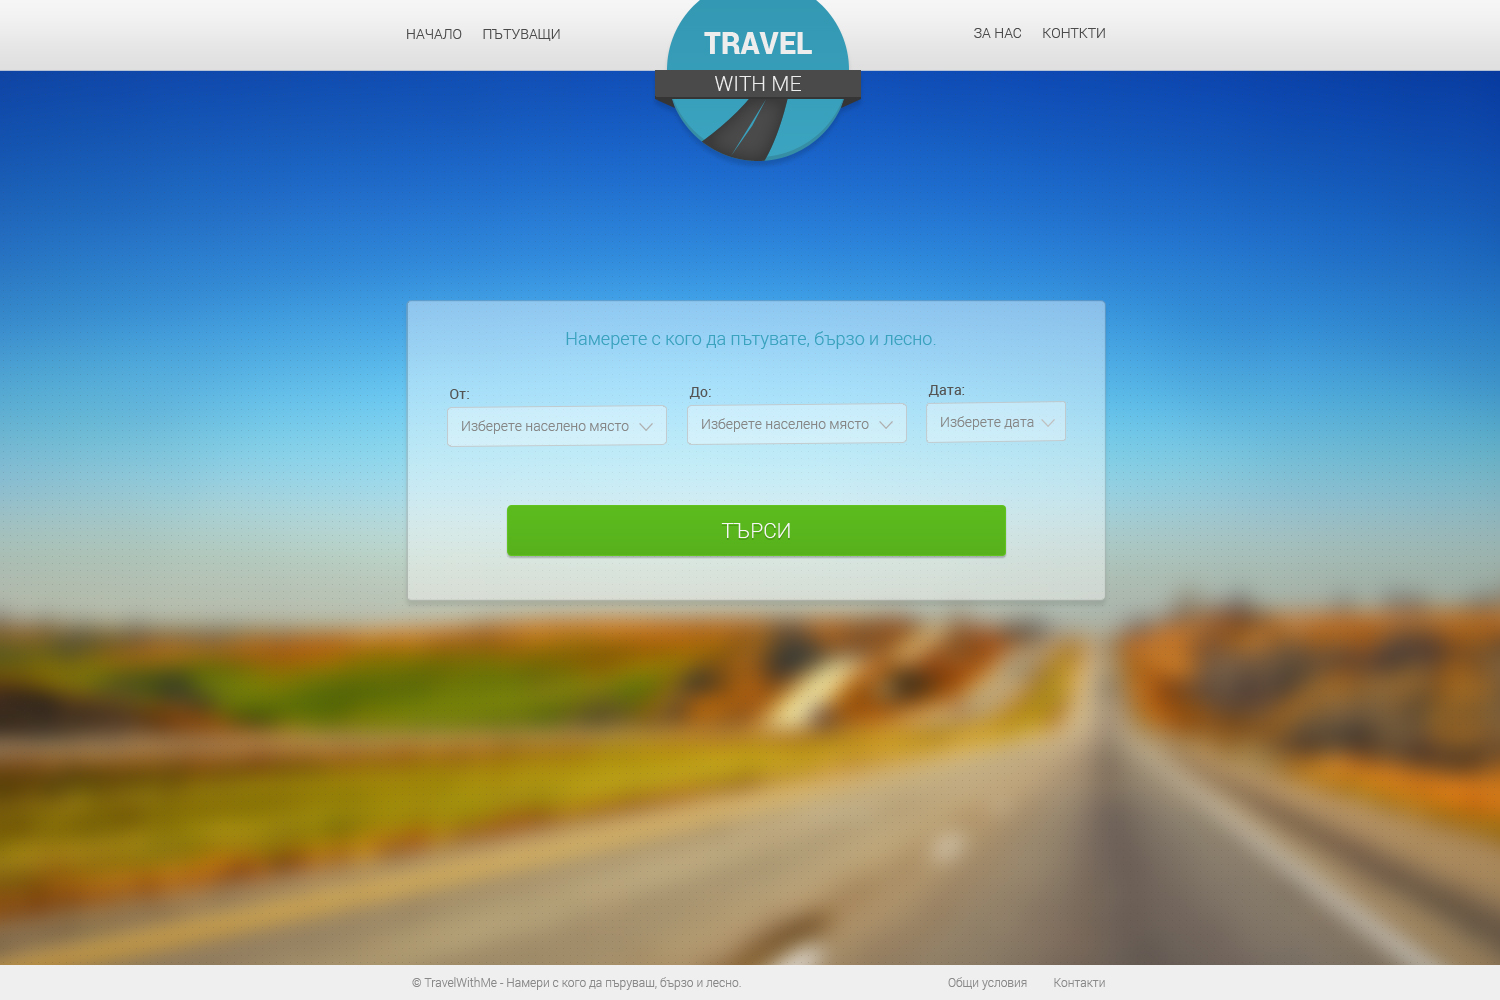 НАЧАЛО ПЪТУВАЩИ
TRAVEL
WITH ME
ЗА НАС КОНТКТИ
Намерете с кого да пътувате, бързо и лесно.
От: До: Дата:
Изберете населено място Изберете населено място Изберете дата
ТЪРСИ
© TravelWithMe - Намери с кого да пъруваш, бързо и лесно. Общи условия Контакти